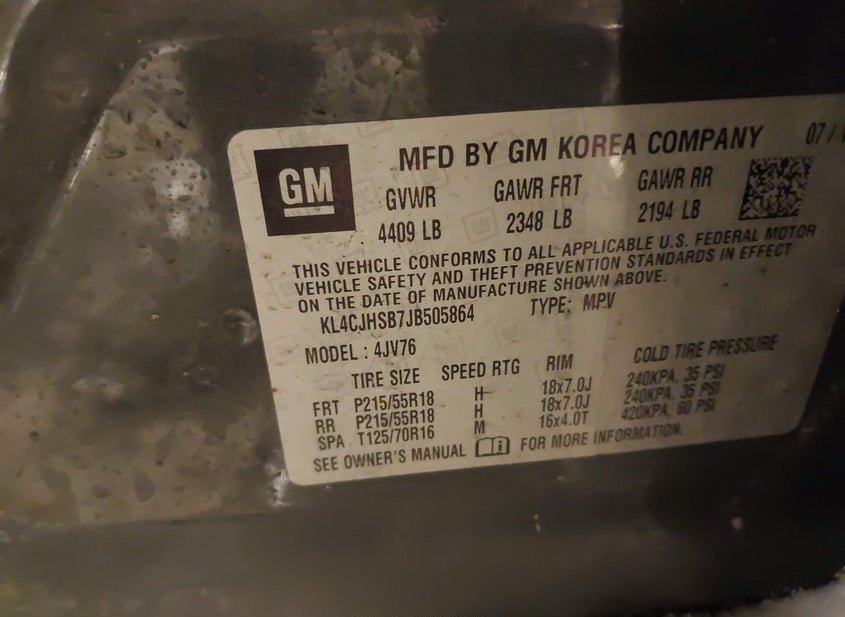 GM
MFD BY GM KOREA COMPANY 07/1
GVWR GAWR FRT GAWR RR
4409 LB 2348 LB 2194 LB
THIS VEHICLE CONFORMS TO ALL APPLICABLE U.S. FEDERAL MOTOR
VEHICLE SAFETY AND THEFT PREVENTION STANDARDS IN EFFECT
ON THE DATE OF MANUFACTURE SHOWN ABOVE.
KL4CJHSB7JB505864 TYPE: MPV
MODEL : 4JV76
TIRE SIZE SPEED RTG RIM COLD TIRE PRESSURE
FRT P215/55R18 H 18x7.0J 240KPA, 35 PSI
RR P215/55R18 H 18x7.0J 240KPA, 35 PSI
SPA T125/70R16 M 16x4.0T 420KPA, 60 PSI
SEE OWNER'S MANUAL FOR MORE INFORMATION.